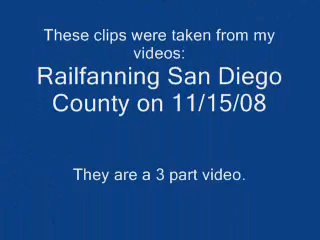 These clips were taken from my
videos:
Railfanning San Diego
County on 11/15/08
They are a 3 part video.